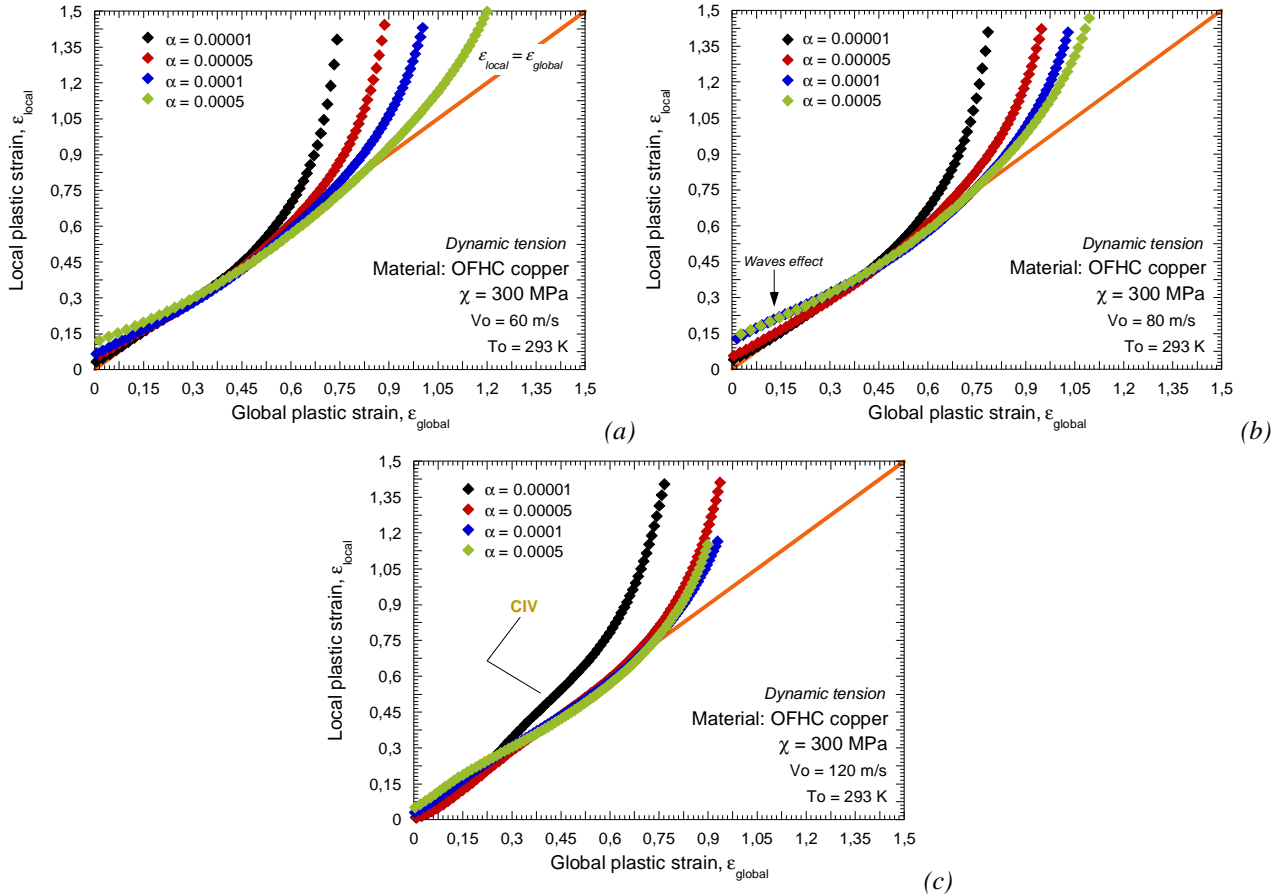 1,5
1,35
1,2
1,05
0,9
0,75
0,6
0,45
0,3
0,15
0
Local plastic strain, ε_local
α = 0.00001
α = 0.00005
α = 0.0001
α = 0.0005
ε_local = ε_global
Dynamic tension
Material: OFHC copper
χ = 300 MPa
Vo = 60 m/s
To = 293 K
0 0,15 0,3 0,45 0,6 0,75 0,9 1,05 1,2 1,35 1,5
Global plastic strain, ε_global
(a)
1,5
1,35
1,2
1,05
0,9
0,75
0,6
0,45
0,3
0,15
0
Local plastic strain, ε_local
α = 0.00001
α = 0.00005
α = 0.0001
α = 0.0005
Waves effect
Dynamic tension
Material: OFHC copper
χ = 300 MPa
Vo = 80 m/s
To = 293 K
0 0,15 0,3 0,45 0,6 0,75 0,9 1,05 1,2 1,35 1,5
Global plastic strain, ε_global
(b)
1,5
1,35
1,2
1,05
0,9
0,75
0,6
0,45
0,3
0,15
0
Local plastic strain, ε_local
α = 0.00001
α = 0.00005
α = 0.0001
α = 0.0005
CIV
Dynamic tension
Material: OFHC copper
χ = 300 MPa
Vo = 120 m/s
To = 293 K
0 0,15 0,3 0,45 0,6 0,75 0,9 1,05 1,2 1,35 1,5
Global plastic strain, ε_global
(c)